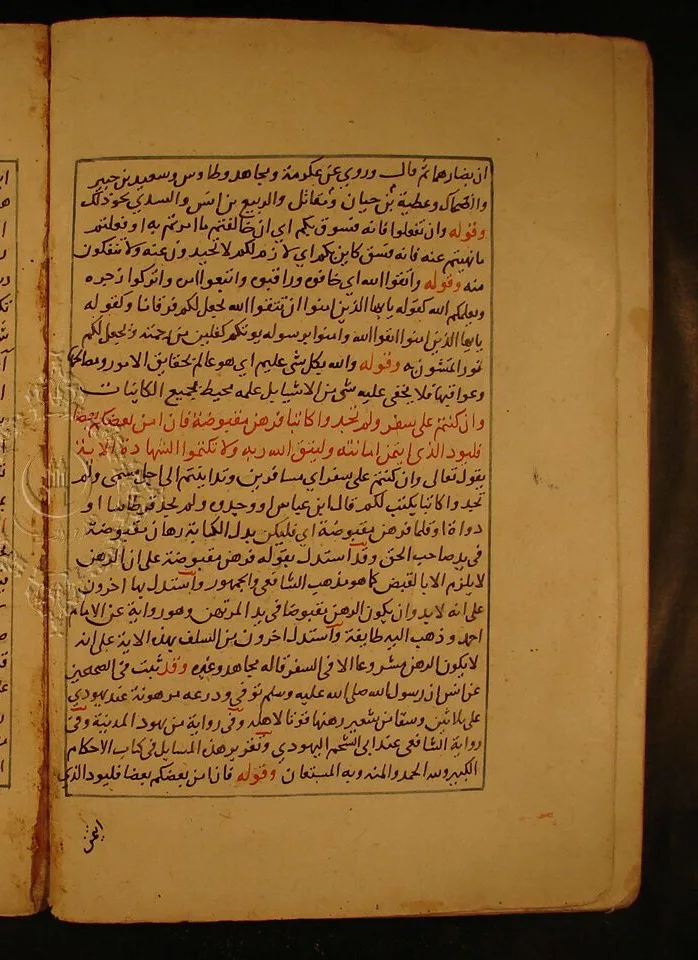 ان يضارهما ثم قال وروي عن عكرمة ومجاهد وطاوس وسعيد بن جبير
والضحاك وعطية بن حيان ومقاتل والربيع بن انس والسدي نحو ذلك
وقوله وان تفعلوا فانه فسوق بكم اي ان خالفتم ما امرتم به او فعلتم
ما نهيتم عنه فانه فسق كاين بكم اي لازم لكم لا تحيدون عنه ولا تنفكون
منه وقوله واتقوا الله اي خافوه وراقبوه واتبعوا امره واتركوا زجره
ويعلمكم الله كقوله يايها الذين امنوا ان تتقوا الله يجعل لكم فرقانا وكقوله
يايها الذين امنوا اتقوا الله وامنوا برسوله يوتكم كفلين من رحمته ويجعل لكم
نورا تمشون به وقوله والله بكل شي عليم اي هو عالم بحقايق الامور ومصالحها
وعواقبها فلا يخفى عليه شي من الاشيا بل علمه محيط بجميع الكاينات
وان كنتم على سفر ولم تجدوا كاتبا فرهن مقبوضة فان امن بعضكم بعضا
فليود الذي ايتمن امانته وليتق الله ربه ولا تكتموا الشهادة الاية
يقول تعالى وان كنتم على سفر اي مسافرين وتداينتم الى اجل مسمى ولم
تجدوا كاتبا يكتب لكم قال ابن عباس او وجدوه ولم يجد قرطاسا او
دواة او قلما فرهن مقبوضة اي فليكن بدل الكتابة رهان مقبوضة
في يد صاحب الحق وقد استدل بقوله فرهن مقبوضة على ان الرهن
لا يلزم الا بالقبض كما هو مذهب الشافعي والجمهور واستدل بها اخرون
على انه لا بد وان يكون الرهن مقبوضا في يد المرتهن وهو رواية عن الامام
احمد وذهب اليه طايفة واستدل اخرون من السلف بهذه الاية على انه
لا يكون الرهن مشروعا الا في السفر قاله مجاهد وغيره وقد ثبت في الصحيحين
عن انس ان رسول الله صلى الله عليه وسلم توفي ودرعه مرهونة عند يهودي
على ثلاثين وسقا من شعير رهنها قوتا لاهله وفي رواية من يهود المدينة وفي
رواية الشافعي عند ابي الشحم اليهودي وتقرير هذه المسايل في كتاب الاحكام
الكبير ولله الحمد والمنه وبه المستعان وقوله فان امن بعضكم بعضا فليود الذي
ايتمن